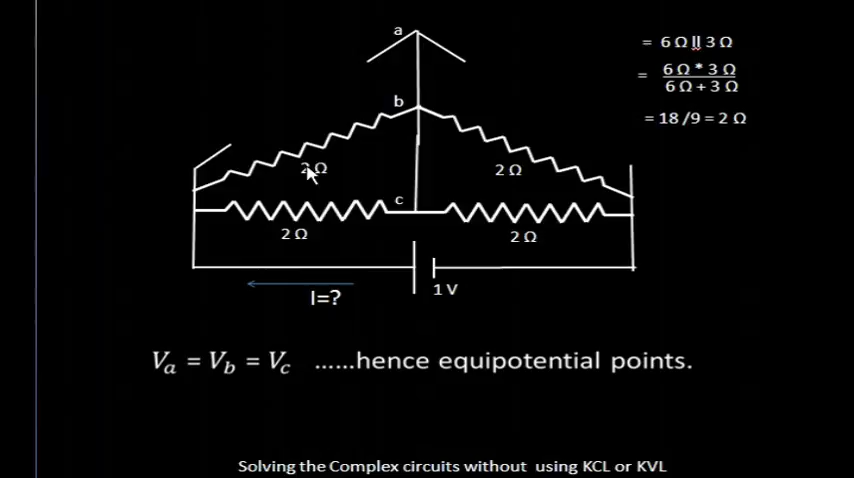 a
= 6 Ω || 3 Ω
= 6 Ω * 3 Ω
6 Ω + 3 Ω
b
= 18 /9 = 2 Ω
2 Ω
2 Ω
c
2 Ω
2 Ω
I=?
1 V
Va = Vb = Vc ......hence equipotential points.
Solving the Complex circuits without using KCL or KVL